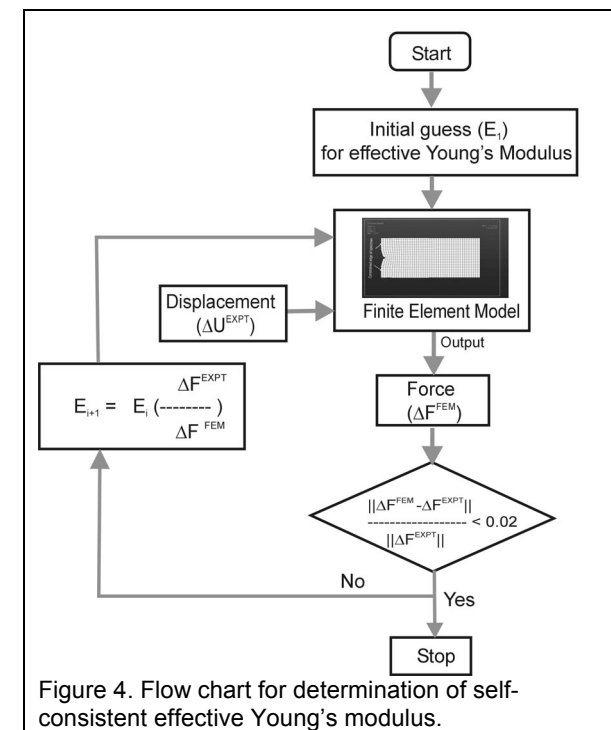 Start
Initial guess (E₁)
for effective Young's Modulus
Finite Element Model
Displacement
(ΔU^EXPT)
Output
Force
(ΔF^FEM)
ΔF^EXPT
E_i+1 = E_i (--------)
ΔF^FEM
||ΔF^FEM -ΔF^EXPT||
------------------ < 0.02
||ΔF^EXPT||
No
Yes
Stop
Figure 4. Flow chart for determination of self-
consistent effective Young's modulus.